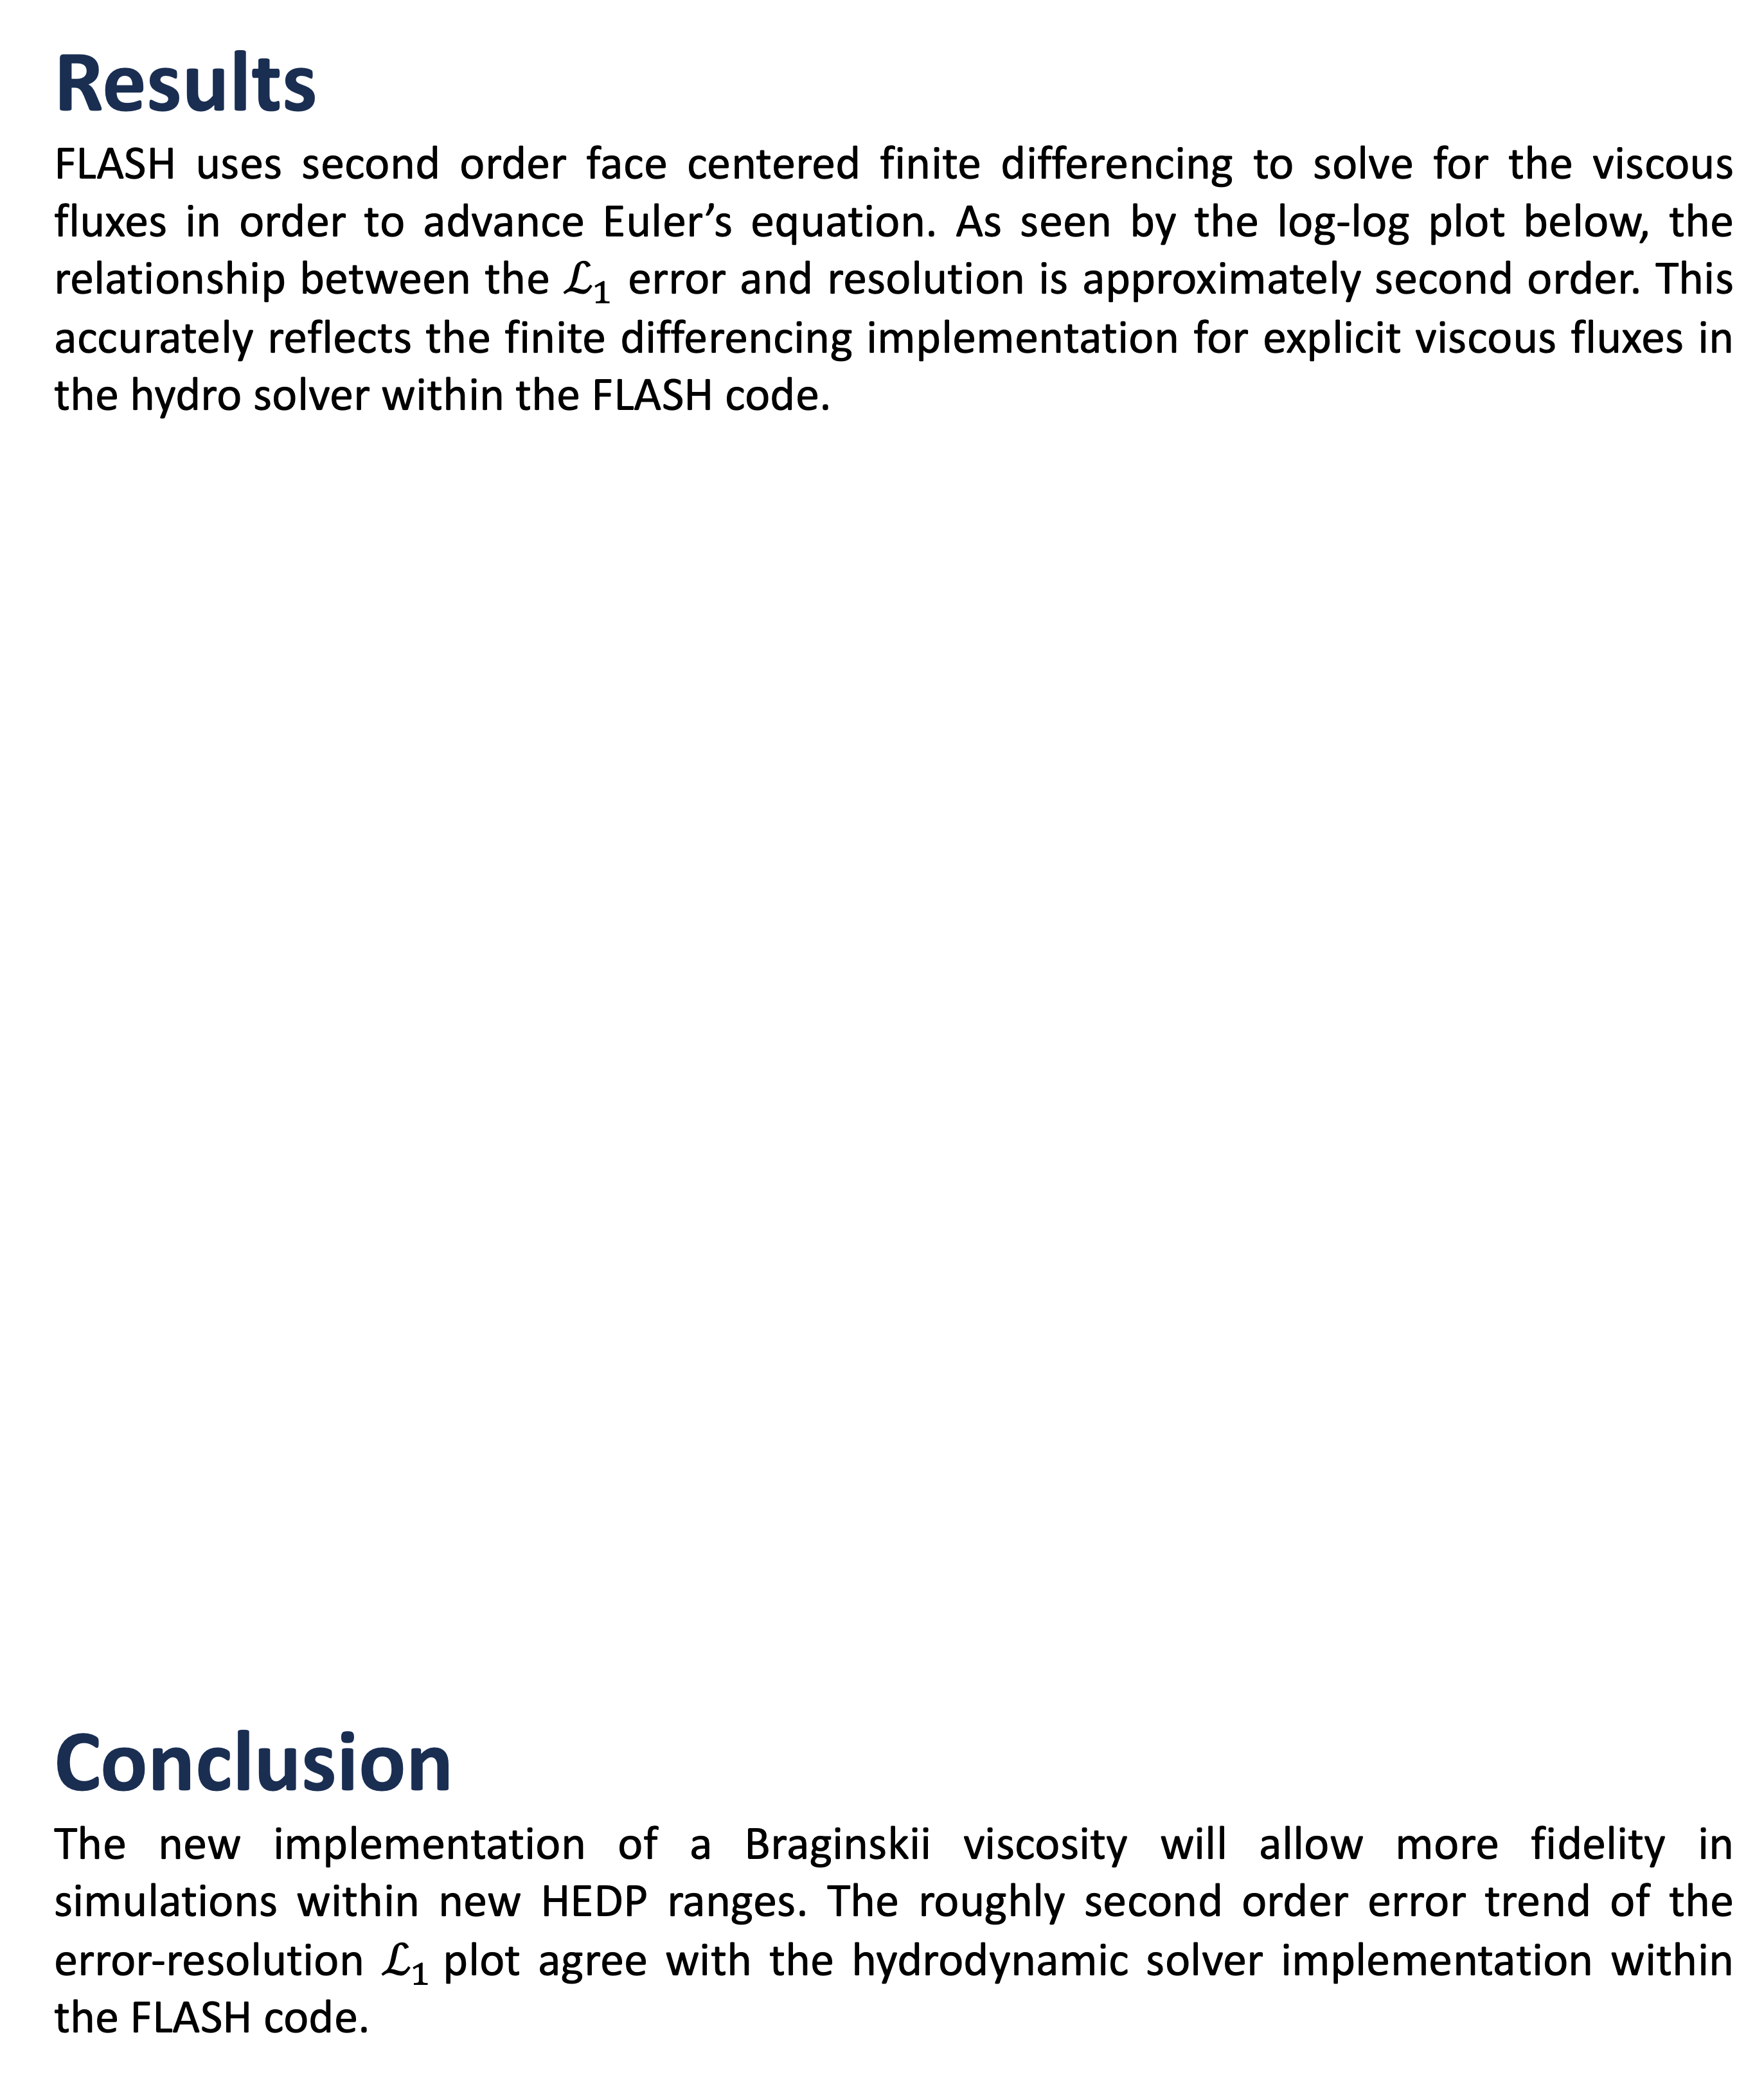 Results
FLASH uses second order face centered finite differencing to solve for the viscous
fluxes in order to advance Euler’s equation. As seen by the log-log plot below, the
relationship between the ℒ₁ error and resolution is approximately second order. This
accurately reflects the finite differencing implementation for explicit viscous fluxes in
the hydro solver within the FLASH code.
Conclusion
The new implementation of a Braginskii viscosity will allow more fidelity in
simulations within new HEDP ranges. The roughly second order error trend of the
error-resolution ℒ₁ plot agree with the hydrodynamic solver implementation within
the FLASH code.